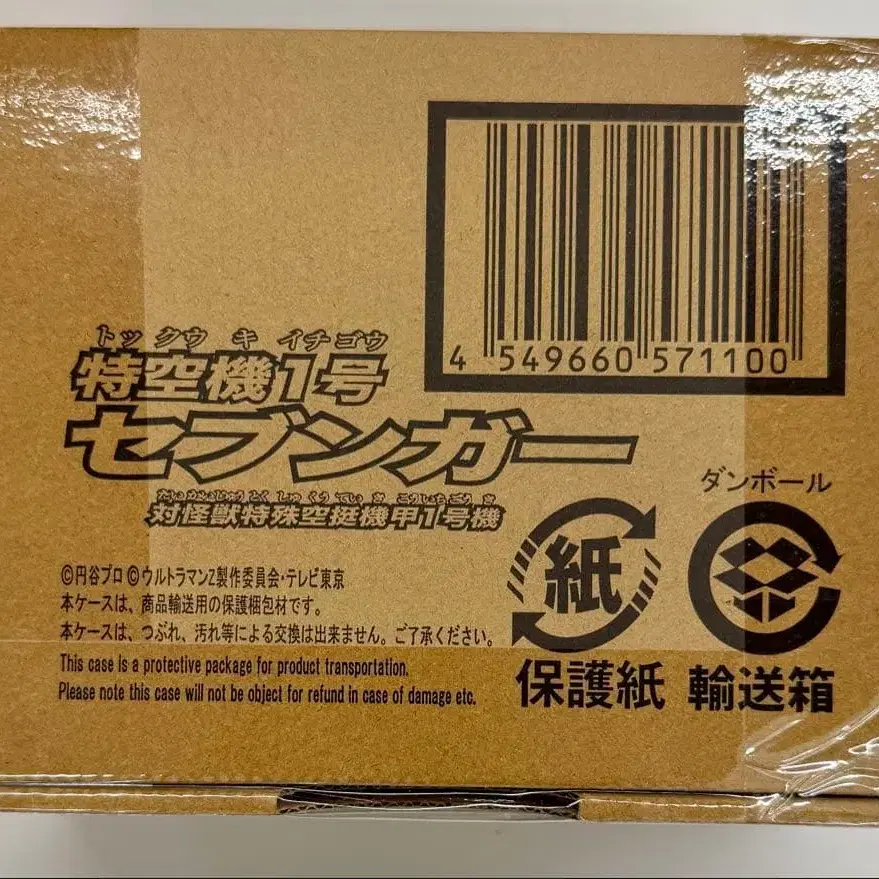 4 549660 571100
トックウキイチゴウ
特空機1号
セブンガー
たいかいじゅうとくしゅくうていきこういちごうき
対怪獣特殊空挺機甲1号機
ダンボール
紙
©円谷プロ ©ウルトラマンZ製作委員会・テレビ東京
本ケースは、商品輸送用の保護梱包材です。
本ケースは、つぶれ、汚れ等による交換は出来ません。ご了承ください。
This case is a protective package for product transportation.
Please note this case will not be object for refund in case of damage etc.
保護紙 輸送箱